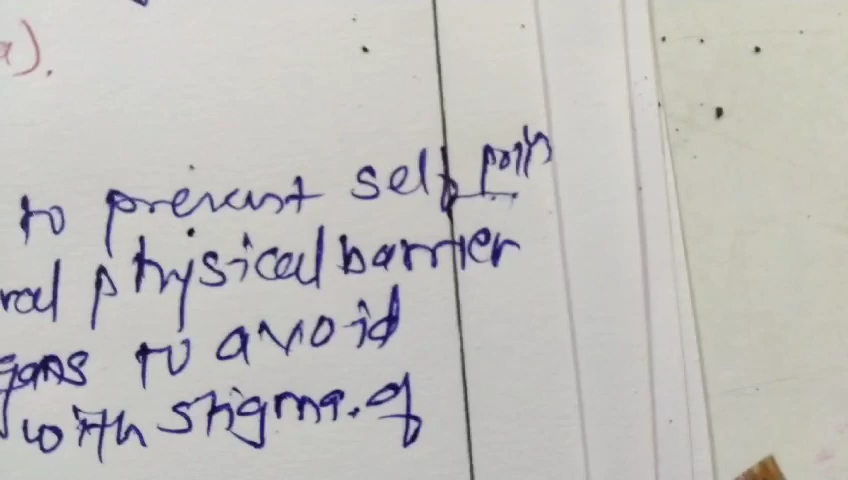 a).
to prevent self poll
ral physical barrier
gans to avoid
with stigma. of